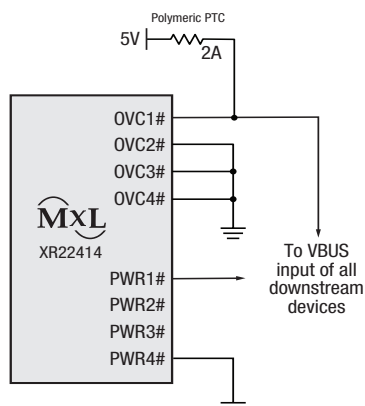 Polymeric PTC
5V
2A
OVC1#
OVC2#
OVC3#
OVC4#
MxL
XR22414
PWR1#
PWR2#
PWR3#
PWR4#
To VBUS
input of all
downstream
devices